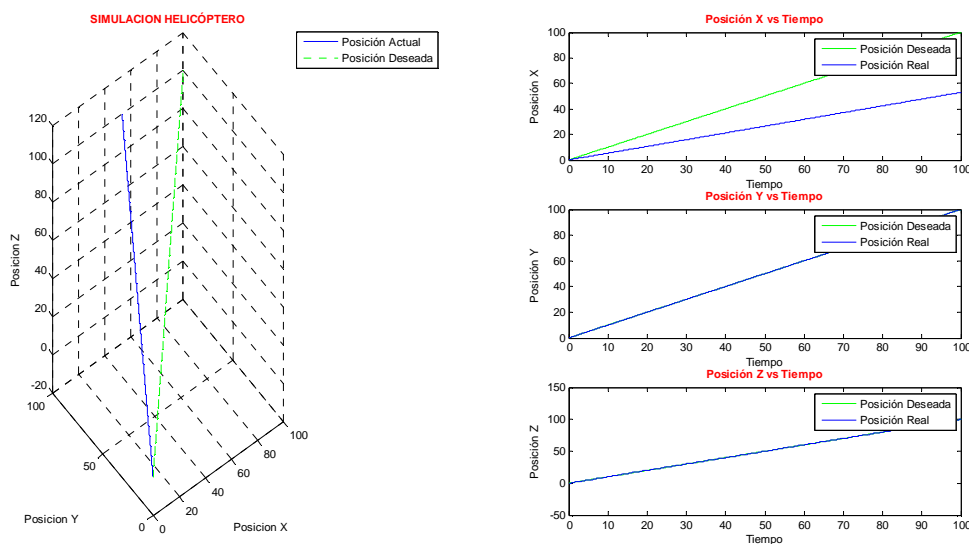 SIMULACION HELICÓPTERO
Posición Actual
Posición Deseada
120
100
80
60
40
20
0
-20
Posicion Z
100
50
0
Posicion Y
0
20
40
60
80
100
Posicion X
Posición X vs Tiempo
Posición Deseada
Posición Real
100
80
60
40
20
0
Posición X
0 10 20 30 40 50 60 70 80 90 100
Tiempo
Posición Y vs Tiempo
Posición Deseada
Posición Real
100
80
60
40
20
0
Posición Y
0 10 20 30 40 50 60 70 80 90 100
Tiempo
Posición Z vs Tiempo
Posición Deseada
Posición Real
150
100
50
0
-50
Posición Z
0 10 20 30 40 50 60 70 80 90 100
Tiempo